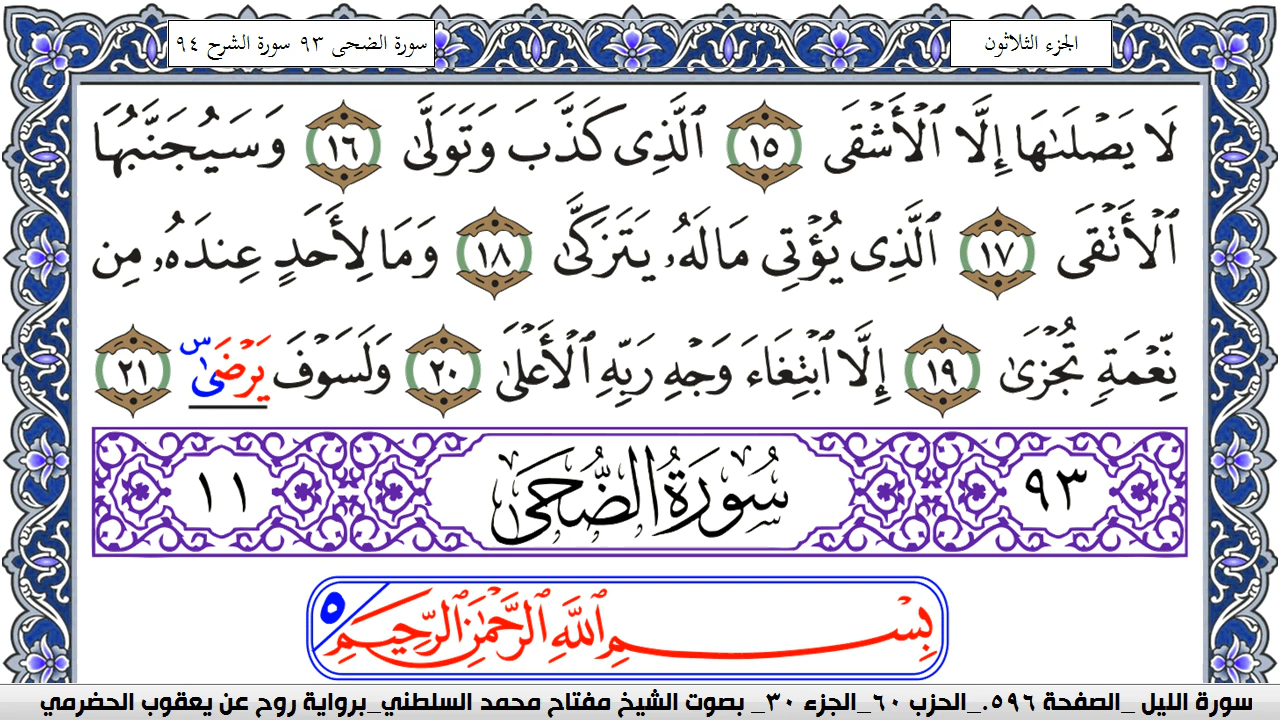 الجزء الثلاثون
سورة الضحى ٩٣ سورة الشرح ٩٤
لَا يَصْلَىٰهَا إِلَّا ٱلْأَشْقَى ١٥ ٱلَّذِى كَذَّبَ وَتَوَلَّىٰ ١٦ وَسَيُجَنَّبُهَا
ٱلْأَتْقَى ١٧ ٱلَّذِى يُؤْتِى مَالَهُۥ يَتَزَكَّىٰ ١٨ وَمَا لِأَحَدٍ عِندَهُۥ مِن
نِّعْمَةٍ تُجْزَىٰ ١٩ إِلَّا ٱبْتِغَاءَ وَجْهِ رَبِّهِ ٱلْأَعْلَىٰ ٢٠ وَلَسَوْفَ يَرْضَىٰ س ٢١
٩٣ سُورَةُ الضُّحَى ١١
بِسْمِ ٱللَّهِ ٱلرَّحْمَٰنِ ٱلرَّحِيمِ ٥
سورة الليل _الصفحة ٥٩٦._الحزب ٦٠_الجزء ٣٠_ بصوت الشيخ مفتاح محمد السلطني_برواية روح عن يعقوب الحضرمي